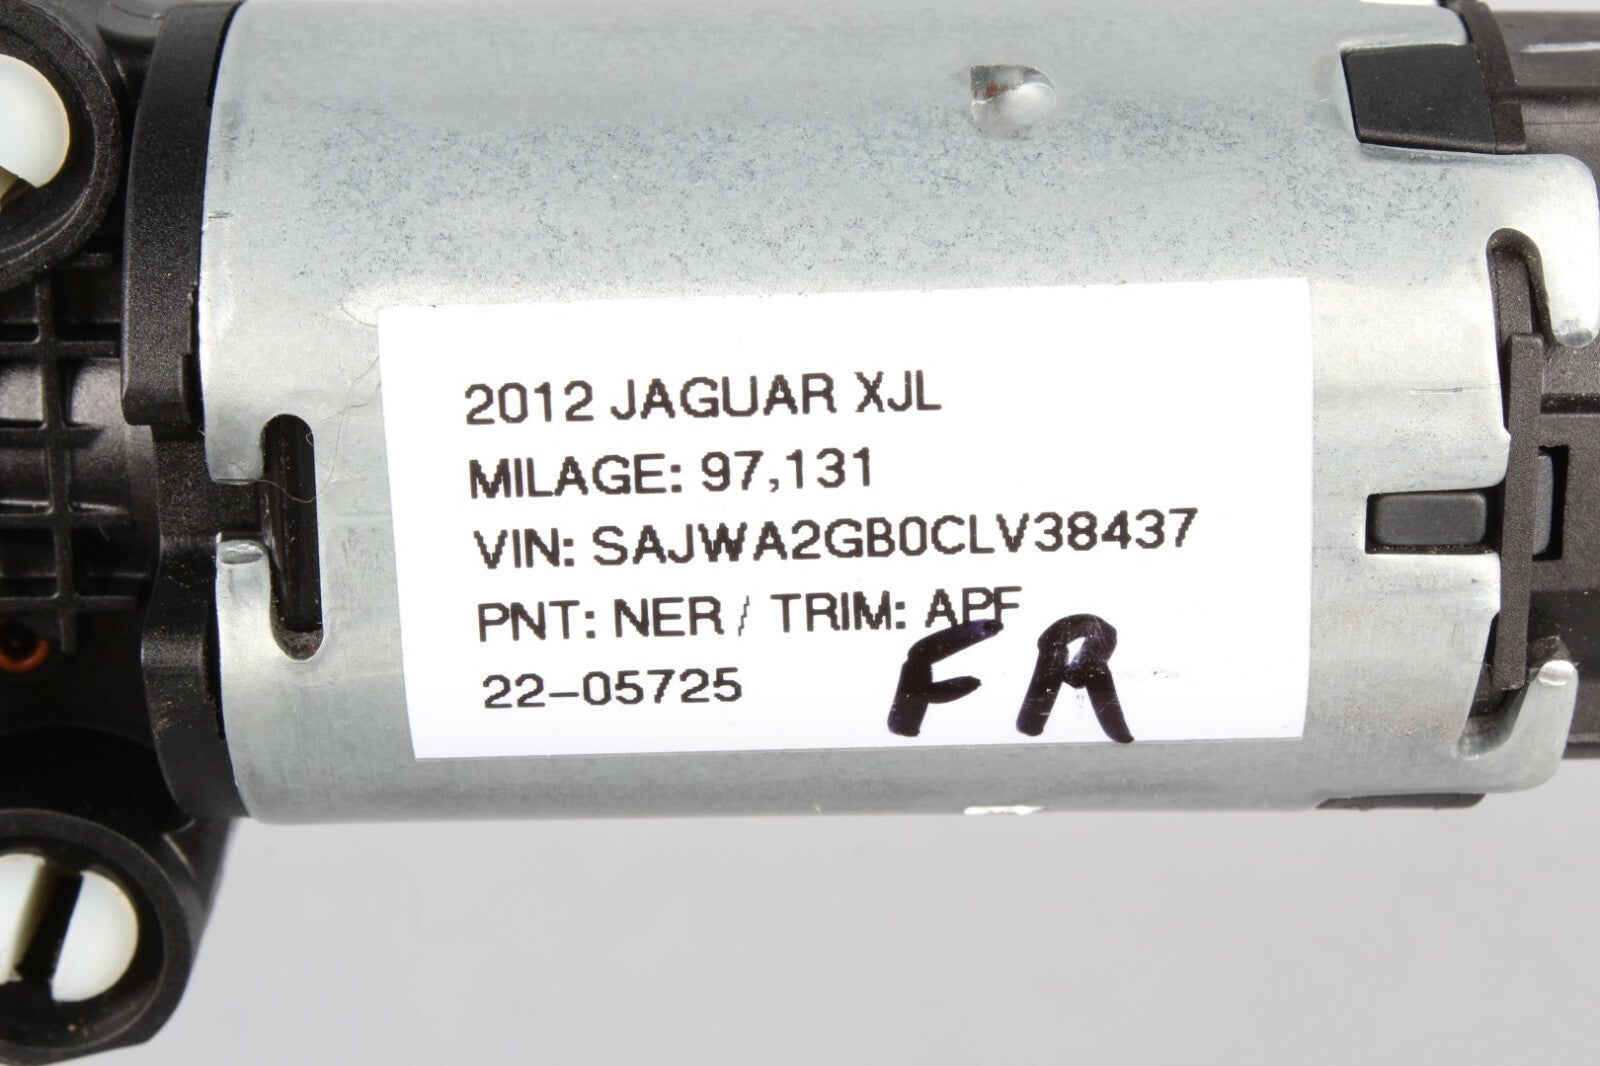 2012 JAGUAR XJL
MILAGE: 97,131
VIN: SAJWA2GB0CLV38437
PNT: NER / TRIM: APF
22-05725
FR